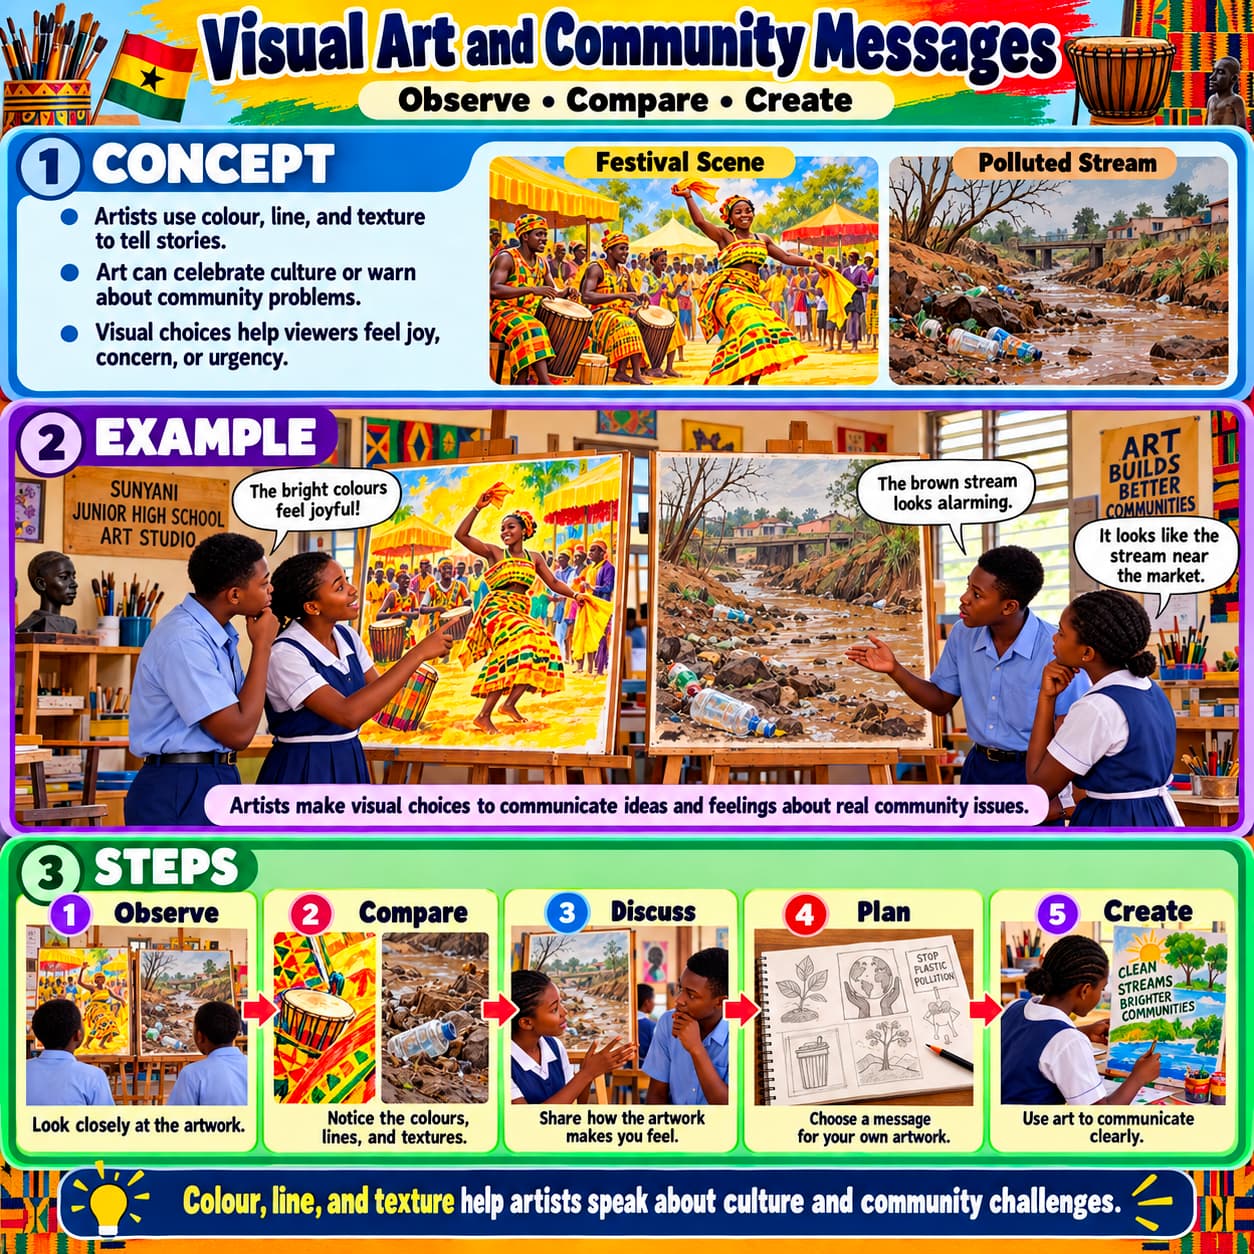 Visual Art and Community Messages
Observe • Compare • Create
1 CONCEPT
Artists use colour, line, and texture
to tell stories.
Art can celebrate culture or warn
about community problems.
Visual choices help viewers feel joy,
concern, or urgency.
Festival Scene
Polluted Stream
2 EXAMPLE
SUNYANI
JUNIOR HIGH SCHOOL
ART STUDIO
The bright colours
feel joyful!
The brown stream
looks alarming.
ART
BUILDS
BETTER
COMMUNITIES
It looks like the
stream near
the market.
Artists make visual choices to communicate ideas and feelings about real community issues.
3 STEPS
1 Observe
Look closely at the artwork.
2 Compare
Notice the colours,
lines, and textures.
3 Discuss
Share how the artwork
makes you feel.
4 Plan
STOP
PLASTIC
POLLUTION
Choose a message
for your own artwork.
5 Create
CLEAN
STREAMS
BRIGHTER
COMMUNITIES
Use art to communicate
clearly.
Colour, line, and texture help artists speak about culture and community challenges.